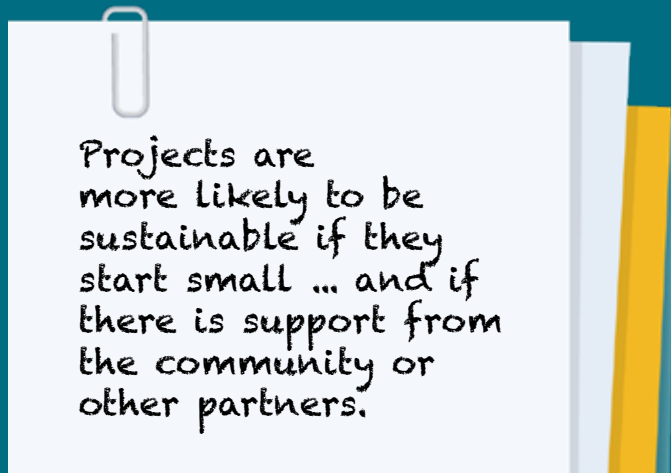 Projects are
more likely to be
sustainable if they
start small ... and if
there is support from
the community or
other partners.